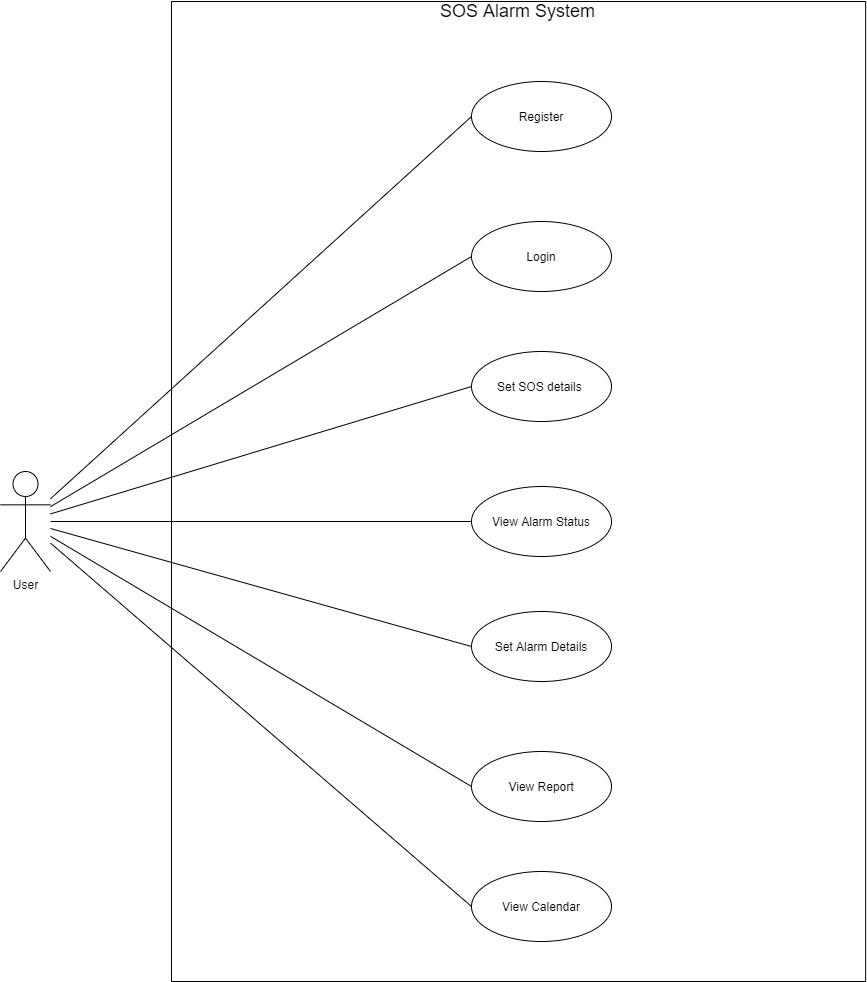 SOS Alarm System
Register
Login
Set SOS details
View Alarm Status
User
Set Alarm Details
View Report
View Calendar